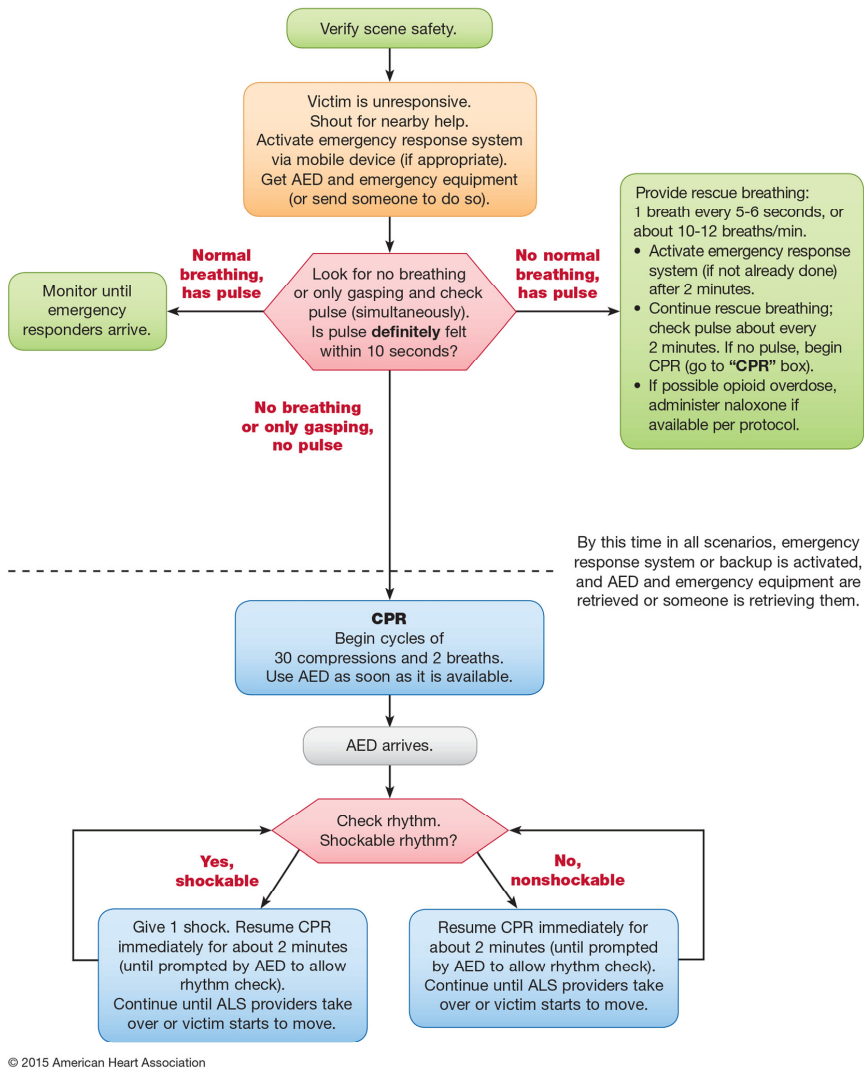 Verify scene safety.
Victim is unresponsive.
Shout for nearby help.
Activate emergency response system
via mobile device (if appropriate).
Get AED and emergency equipment
(or send someone to do so).
Normal
breathing,
has pulse
No normal
breathing,
has pulse
Look for no breathing
or only gasping and check
pulse (simultaneously).
Is pulse definitely felt
within 10 seconds?
Monitor until
emergency
responders arrive.
Provide rescue breathing:
1 breath every 5-6 seconds, or
about 10-12 breaths/min.
• Activate emergency response
system (if not already done)
after 2 minutes.
• Continue rescue breathing;
check pulse about every
2 minutes. If no pulse, begin
CPR (go to “CPR” box).
• If possible opioid overdose,
administer naloxone if
available per protocol.
No breathing
or only gasping,
no pulse
By this time in all scenarios, emergency
response system or backup is activated,
and AED and emergency equipment are
retrieved or someone is retrieving them.
CPR
Begin cycles of
30 compressions and 2 breaths.
Use AED as soon as it is available.
AED arrives.
Check rhythm.
Shockable rhythm?
Yes,
shockable
No,
nonshockable
Give 1 shock. Resume CPR
immediately for about 2 minutes
(until prompted by AED to allow
rhythm check).
Continue until ALS providers take
over or victim starts to move.
Resume CPR immediately for
about 2 minutes (until prompted
by AED to allow rhythm check).
Continue until ALS providers take
over or victim starts to move.
© 2015 American Heart Association